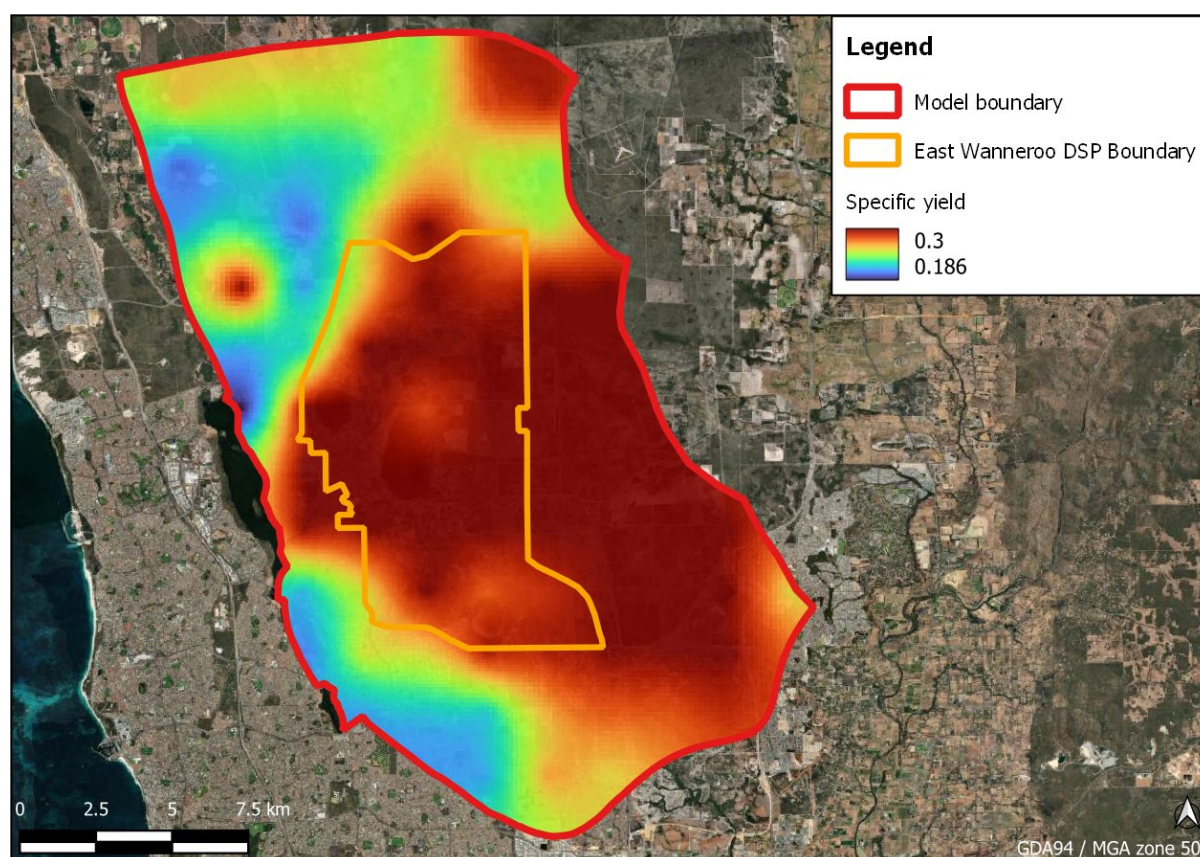 Legend
Model boundary
East Wanneroo DSP Boundary
Specific yield
0.3
0.186
0 2.5 5 7.5 km
GDA94 / MGA zone 50